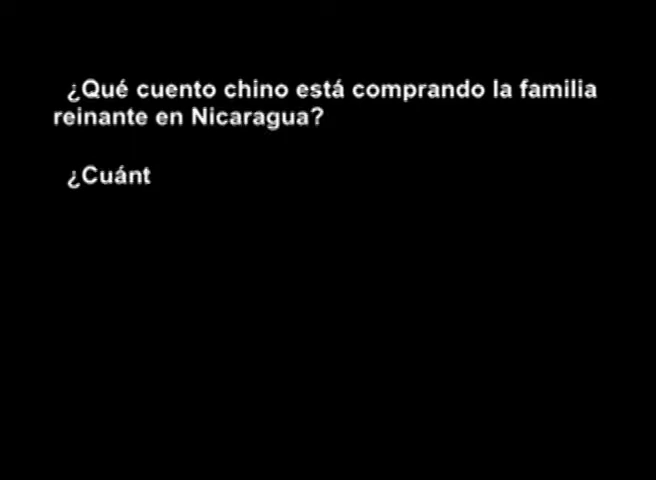 ¿Qué cuento chino está comprando la familia
reinante en Nicaragua?
¿Cuánt